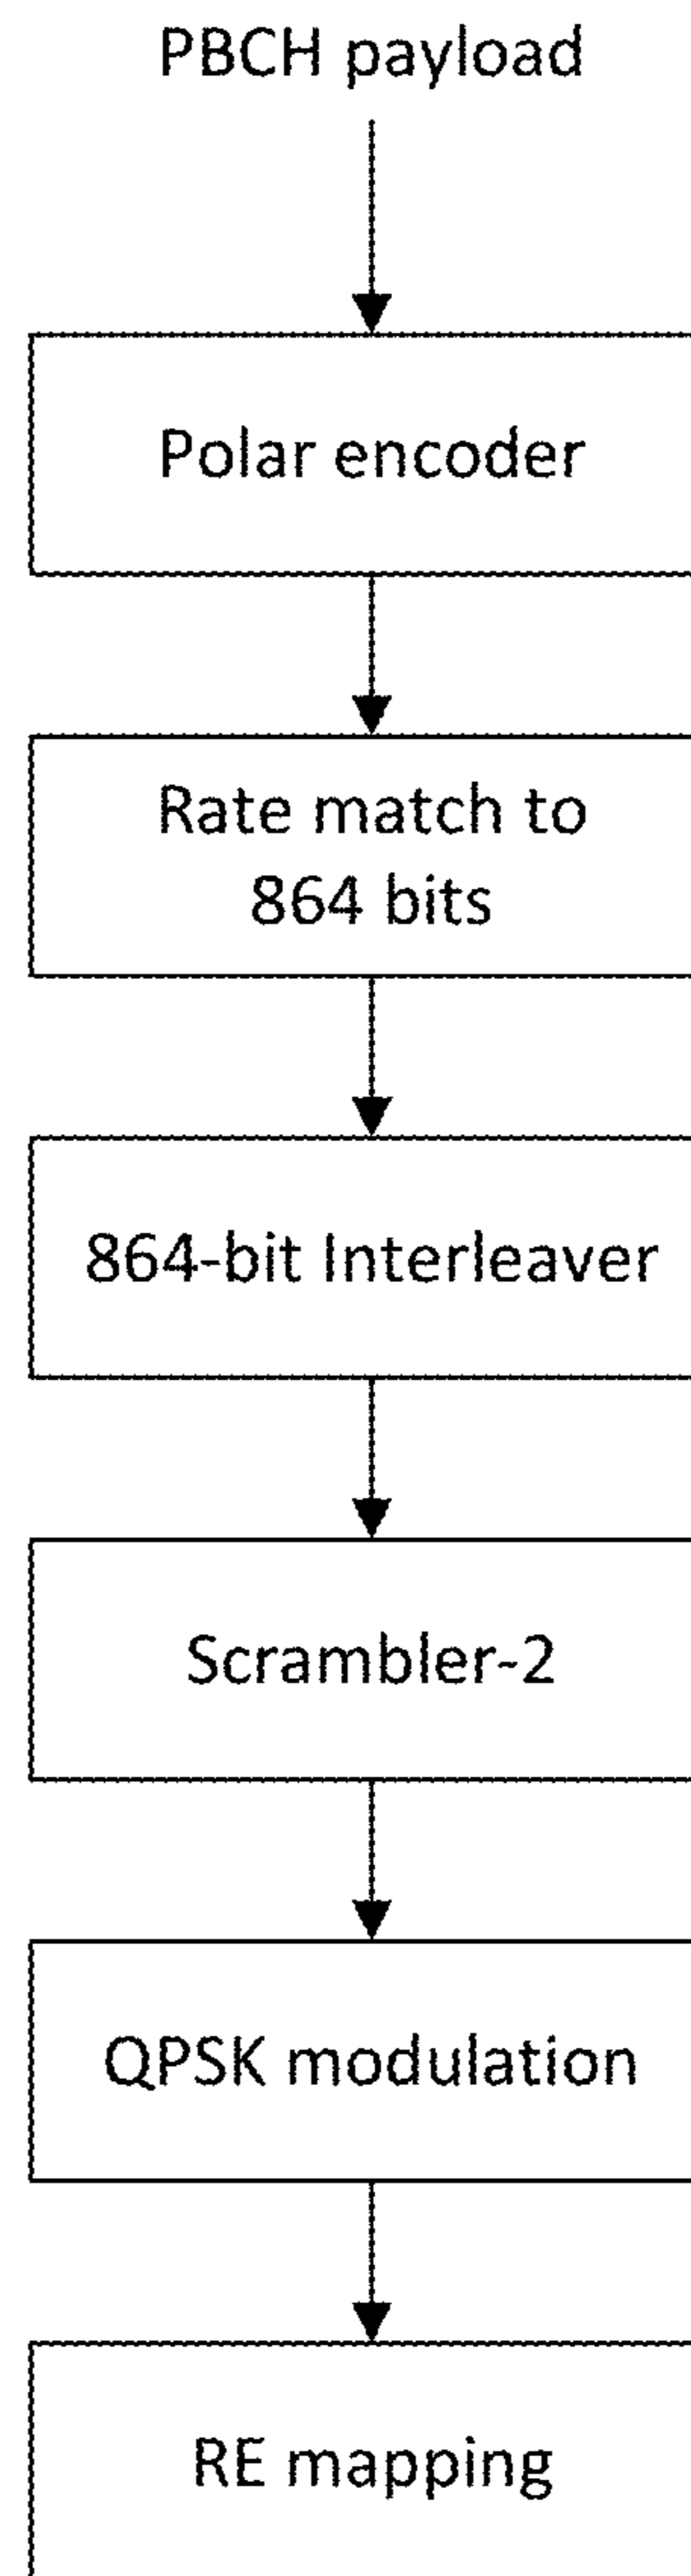 PBCH payload
Polar encoder
Rate match to
864 bits
864-bit Interleaver
Scrambler-2
QPSK modulation
RE mapping